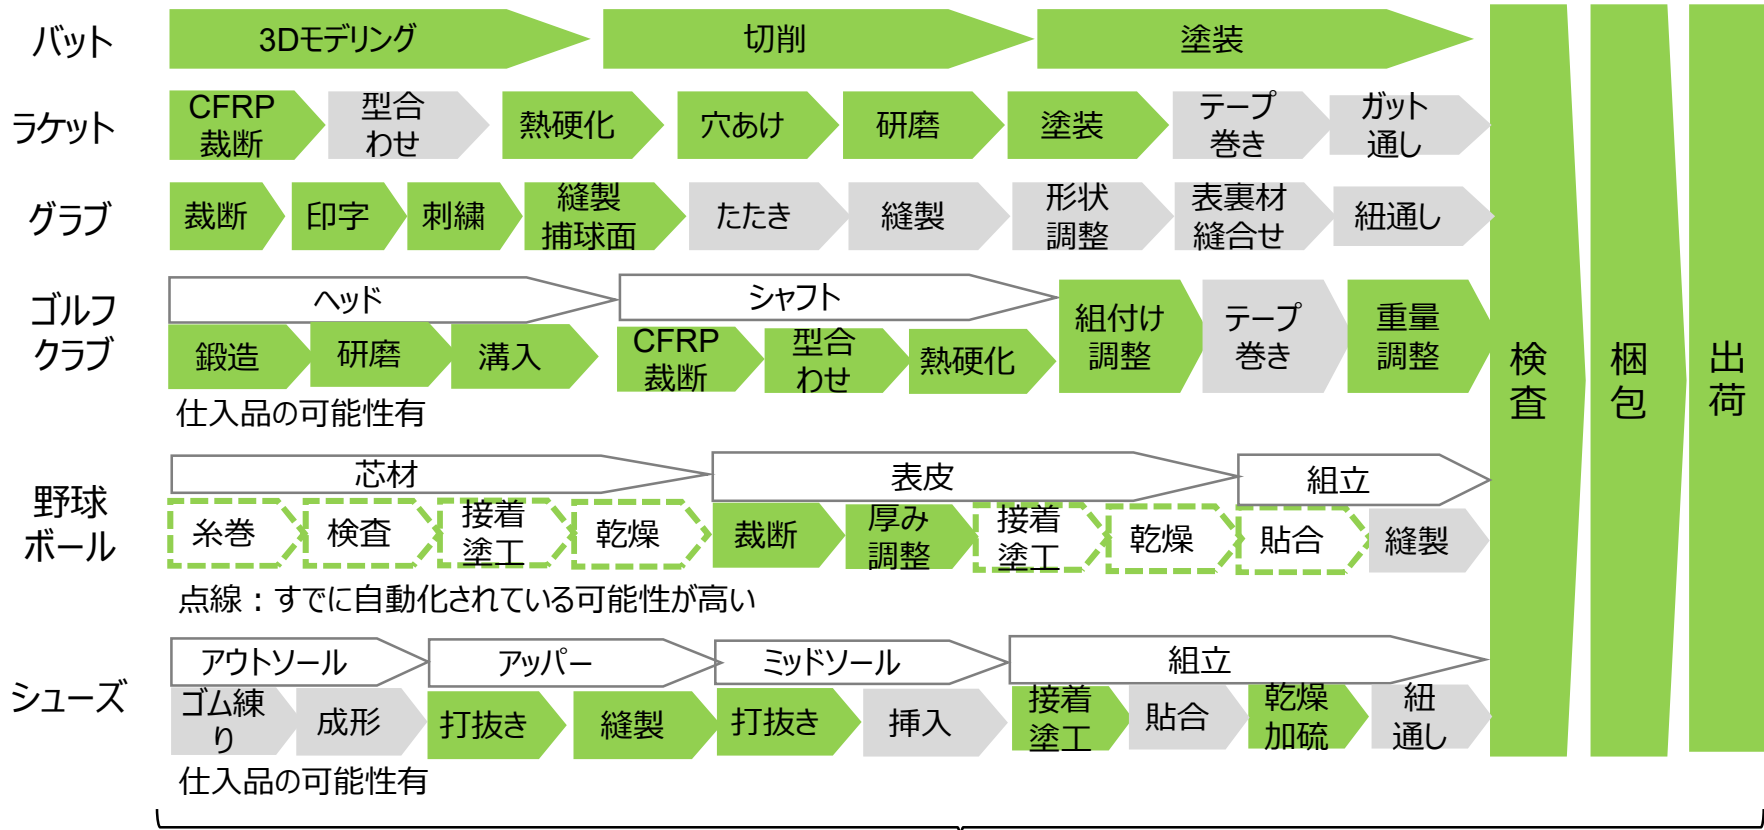 バット
3Dモデリング
切削
塗装
ラケット
CFRP
裁断
型合
わせ
熱硬化
穴あけ
研磨
塗装
テープ
巻き
ガット
通し
グラブ
裁断
印字
刺繍
縫製
捕球面
たたき
縫製
形状
調整
表裏材
縫合せ
紐通し
ゴルフ
クラブ
ヘッド
シャフト
鍛造
研磨
溝入
CFRP
裁断
型合
わせ
熱硬化
組付け
調整
テープ
巻き
重量
調整
仕入品の可能性有
野球
ボール
芯材
表皮
組立
糸巻
検査
接着
塗工
乾燥
裁断
厚み
調整
接着
塗工
乾燥
貼合
縫製
点線：すでに自動化されている可能性が高い
シューズ
アウトソール
アッパー
ミッドソール
組立
ゴム練
り
成形
打抜き
縫製
打抜き
挿入
接着
塗工
貼合
乾燥
加硫
紐
通し
仕入品の可能性有
検査
梱包
出荷